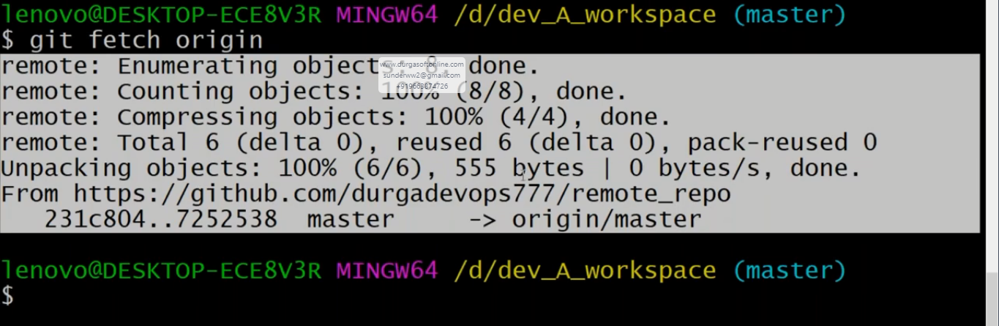 lenovo@DESKTOP-ECE8V3R MINGW64 /d/dev_A_workspace (master)
$ git fetch origin
remote: Enumerating objects: 8, done.
www.durgasoftonline.com
sunderww2@gmail.com
+919663874726
remote: Counting objects: 100% (8/8), done.
remote: Compressing objects: 100% (4/4), done.
remote: Total 6 (delta 0), reused 6 (delta 0), pack-reused 0
Unpacking objects: 100% (6/6), 555 bytes | 0 bytes/s, done.
From https://github.com/durgadevops777/remote_repo
231c804..7252538 master -> origin/master
lenovo@DESKTOP-ECE8V3R MINGW64 /d/dev_A_workspace (master)
$